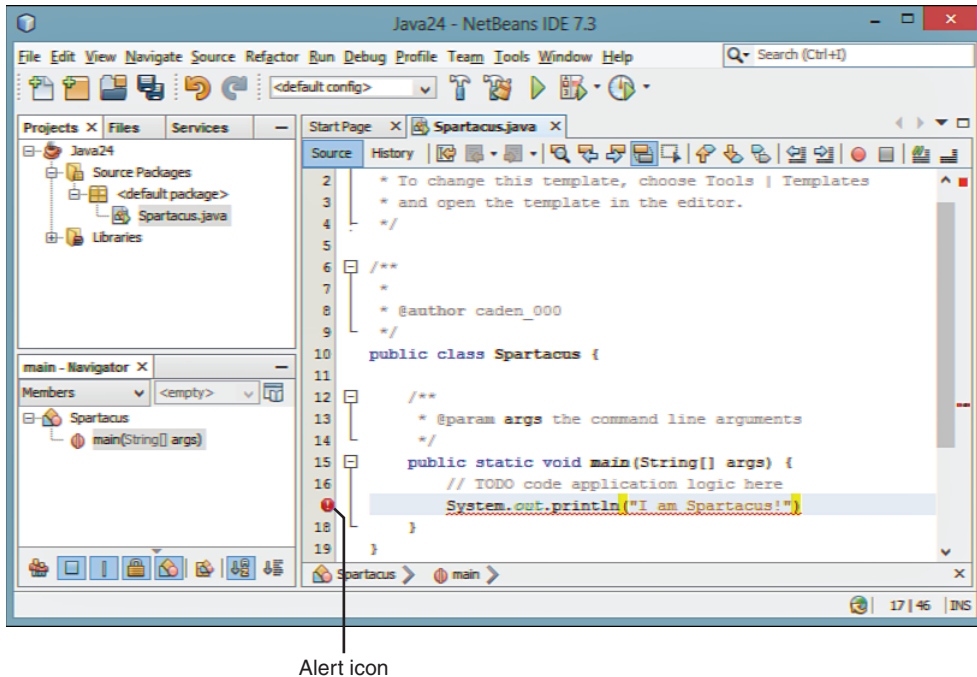 Java24 - NetBeans IDE 7.3
File Edit View Navigate Source Refactor Run Debug Profile Team Tools Window Help
Search (Ctrl+I)
<default config>
Projects X Files Services
Start Page X Spartacus.java X
Java24
Source Packages
<default package>
Spartacus.java
Libraries
Source History
2 * To change this template, choose Tools | Templates
3 * and open the template in the editor.
4 */
5
6 /**
7 *
8 * @author caden_000
9 */
10 public class Spartacus {
11
12 /**
13 * @param args the command line arguments
14 */
15 public static void main(String[] args) {
16 // TODO code application logic here
System.out.println("I am Spartacus!")
18 }
19 }
main - Navigator X
Members <empty>
Spartacus
main(String[] args)
Spartacus main
17 | 46 INS
Alert icon